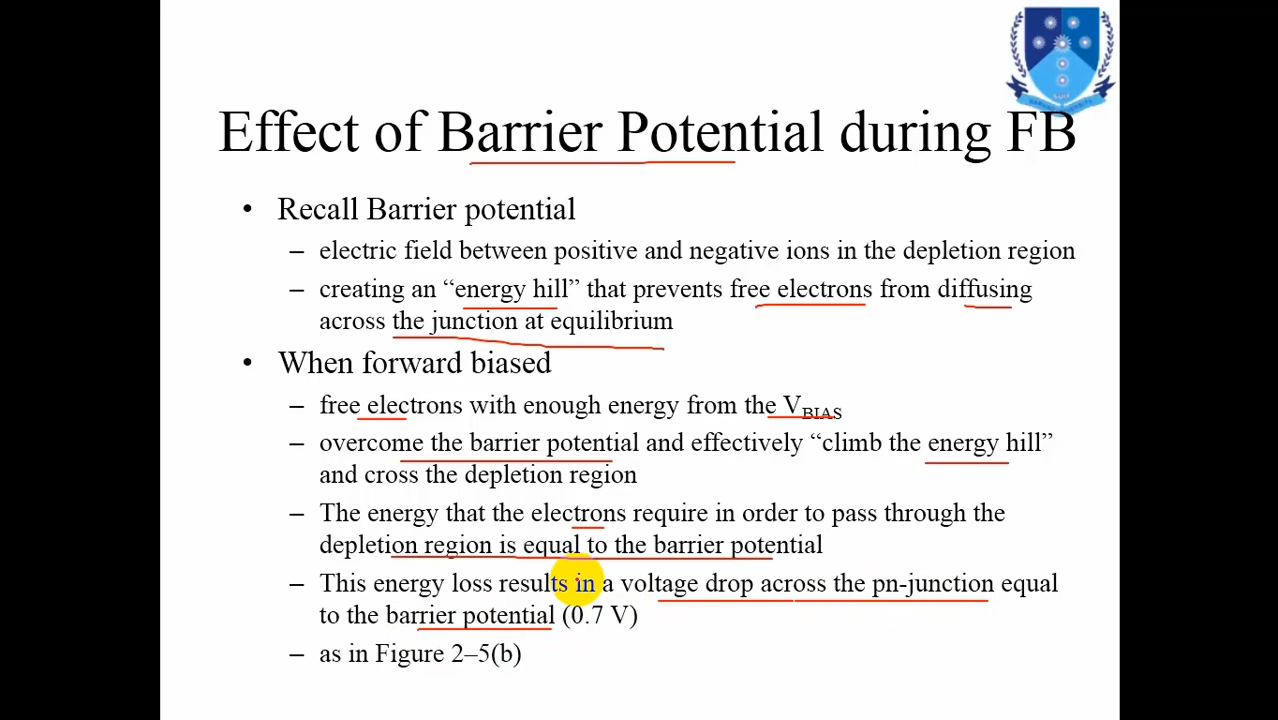 Effect of Barrier Potential during FB
• Recall Barrier potential
– electric field between positive and negative ions in the depletion region
– creating an “energy hill” that prevents free electrons from diffusing
across the junction at equilibrium
• When forward biased
– free electrons with enough energy from the VBIAS
– overcome the barrier potential and effectively “climb the energy hill”
and cross the depletion region
– The energy that the electrons require in order to pass through the
depletion region is equal to the barrier potential
– This energy loss results in a voltage drop across the pn-junction equal
to the barrier potential (0.7 V)
– as in Figure 2–5(b)